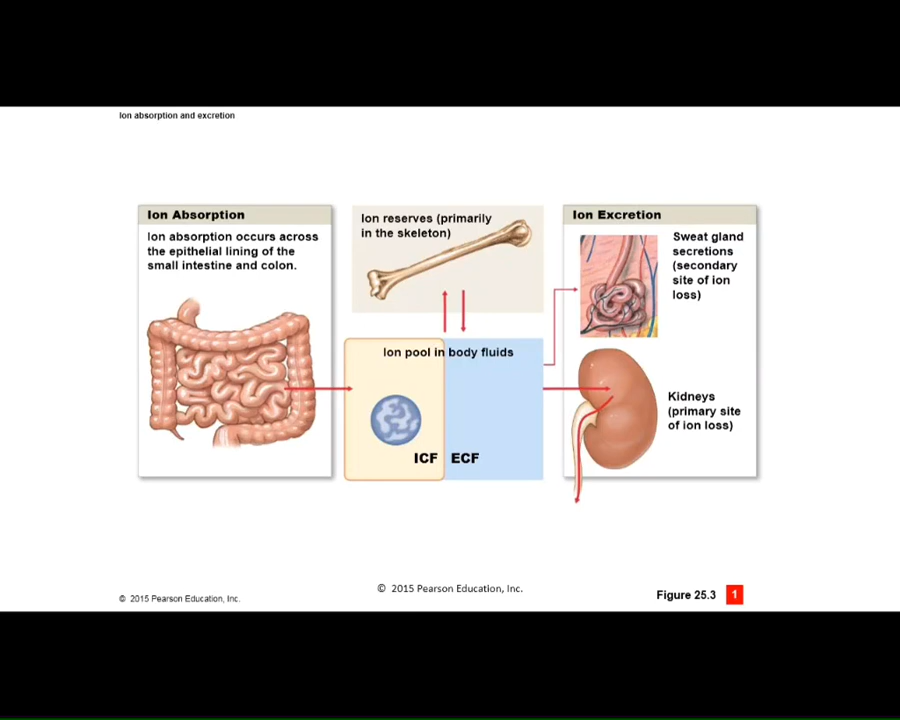 Ion absorption and excretion
Ion Absorption
Ion absorption occurs across
the epithelial lining of the
small intestine and colon.
Ion reserves (primarily
in the skeleton)
Ion pool in body fluids
ICF
ECF
Ion Excretion
Sweat gland
secretions
(secondary
site of ion
loss)
Kidneys
(primary site
of ion loss)
© 2015 Pearson Education, Inc.
© 2015 Pearson Education, Inc.
Figure 25.3
1